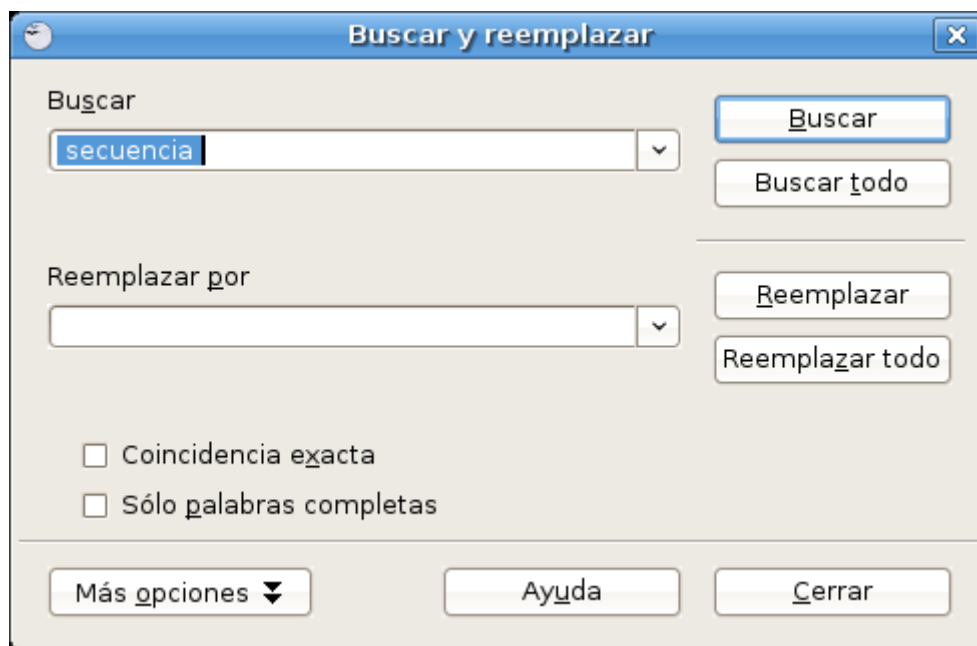 Buscar y reemplazar
Buscar
secuencia
Buscar
Buscar todo
Reemplazar por
Reemplazar
Reemplazar todo
Coincidencia exacta
Sólo palabras completas
Más opciones
Ayuda
Cerrar